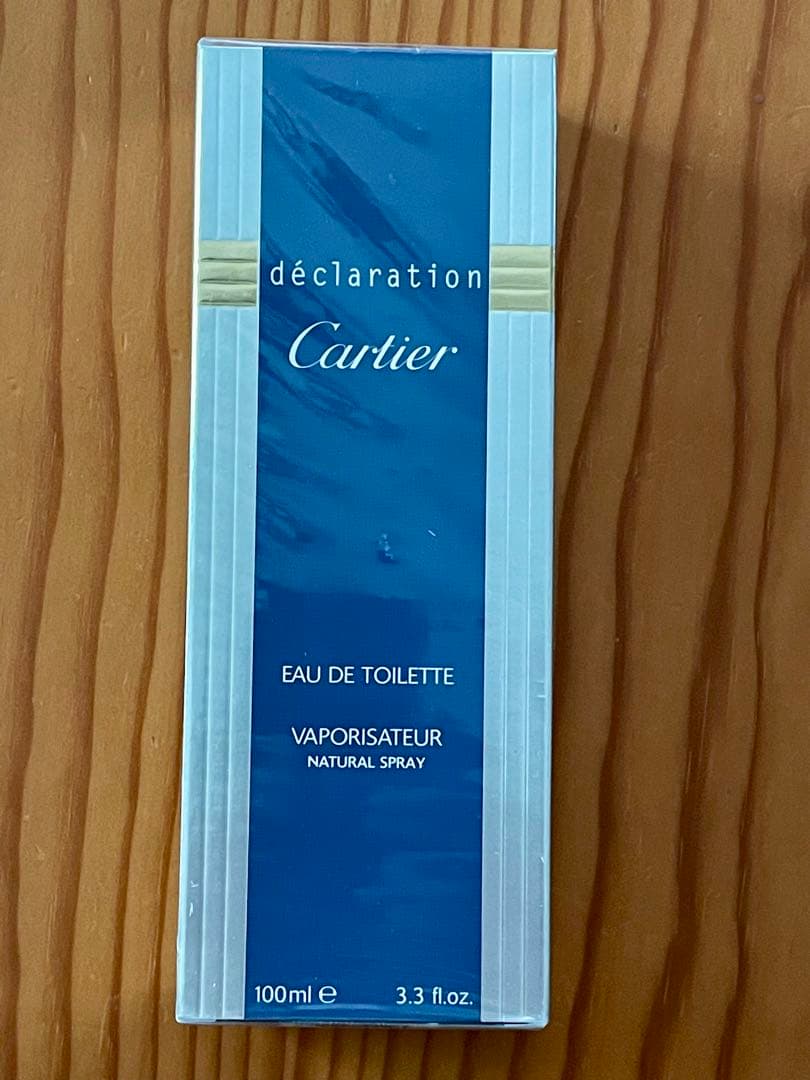 déclaration
Cartier
EAU DE TOILETTE
VAPORISATEUR
NATURAL SPRAY
100ml ℮ 3.3 fl.oz.